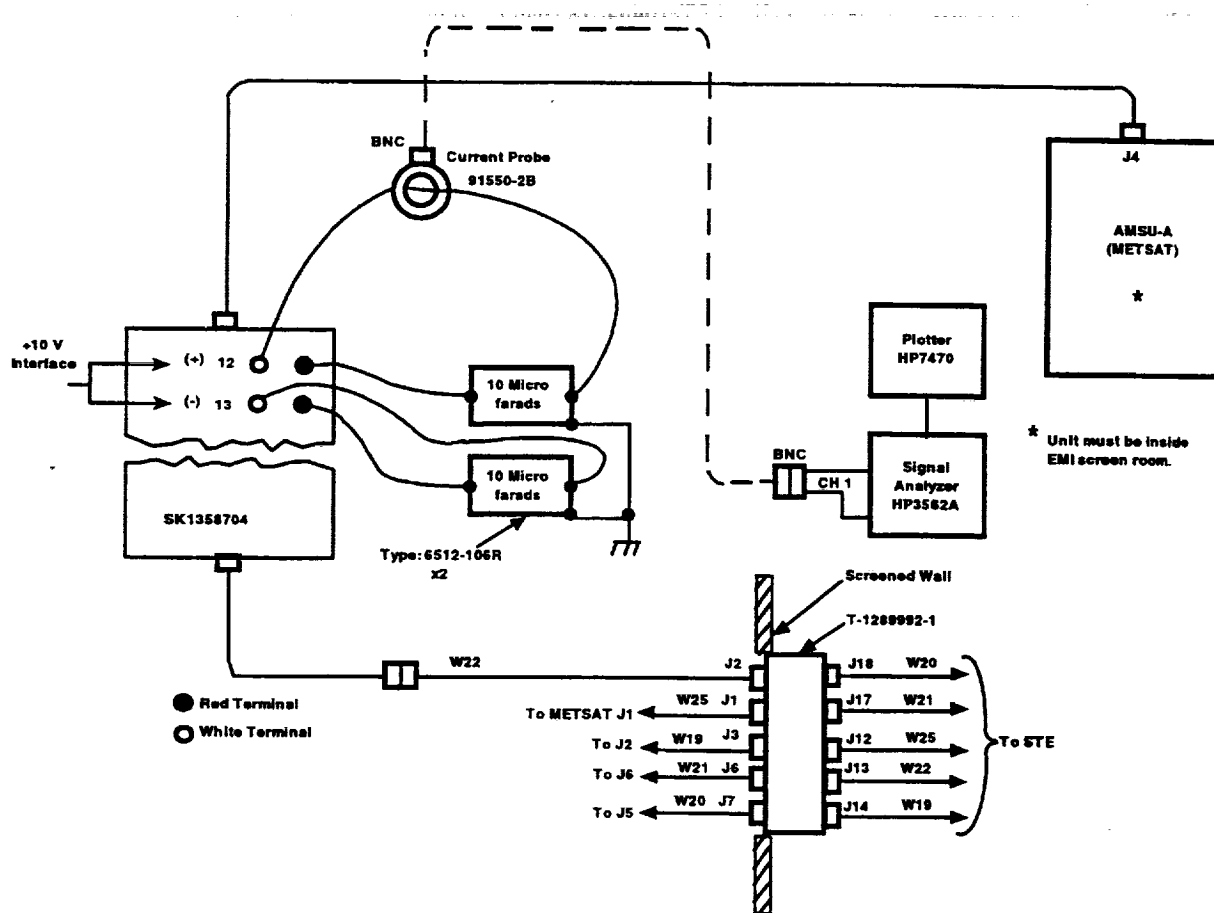 BNC
Current Probe
91550-2B
J4
AMSU-A
(METSAT)
*
+10 V
Interface
(+) 12
(-) 13
10 Micro
farads
10 Micro
farads
Plotter
HP7470
* Unit must be inside
EMI screen room.
BNC
CH 1
Signal
Analyzer
HP3562A
SK1358704
Type: 6512-106R
x2
Screened Wall
T-1289992-1
W22
J2
J18
W20
Red Terminal
White Terminal
To METSAT J1
W25
J1
J17
W21
To J2
W19
J3
J12
W25
To STE
To J6
W21
J6
J13
W22
To J5
W20
J7
J14
W19